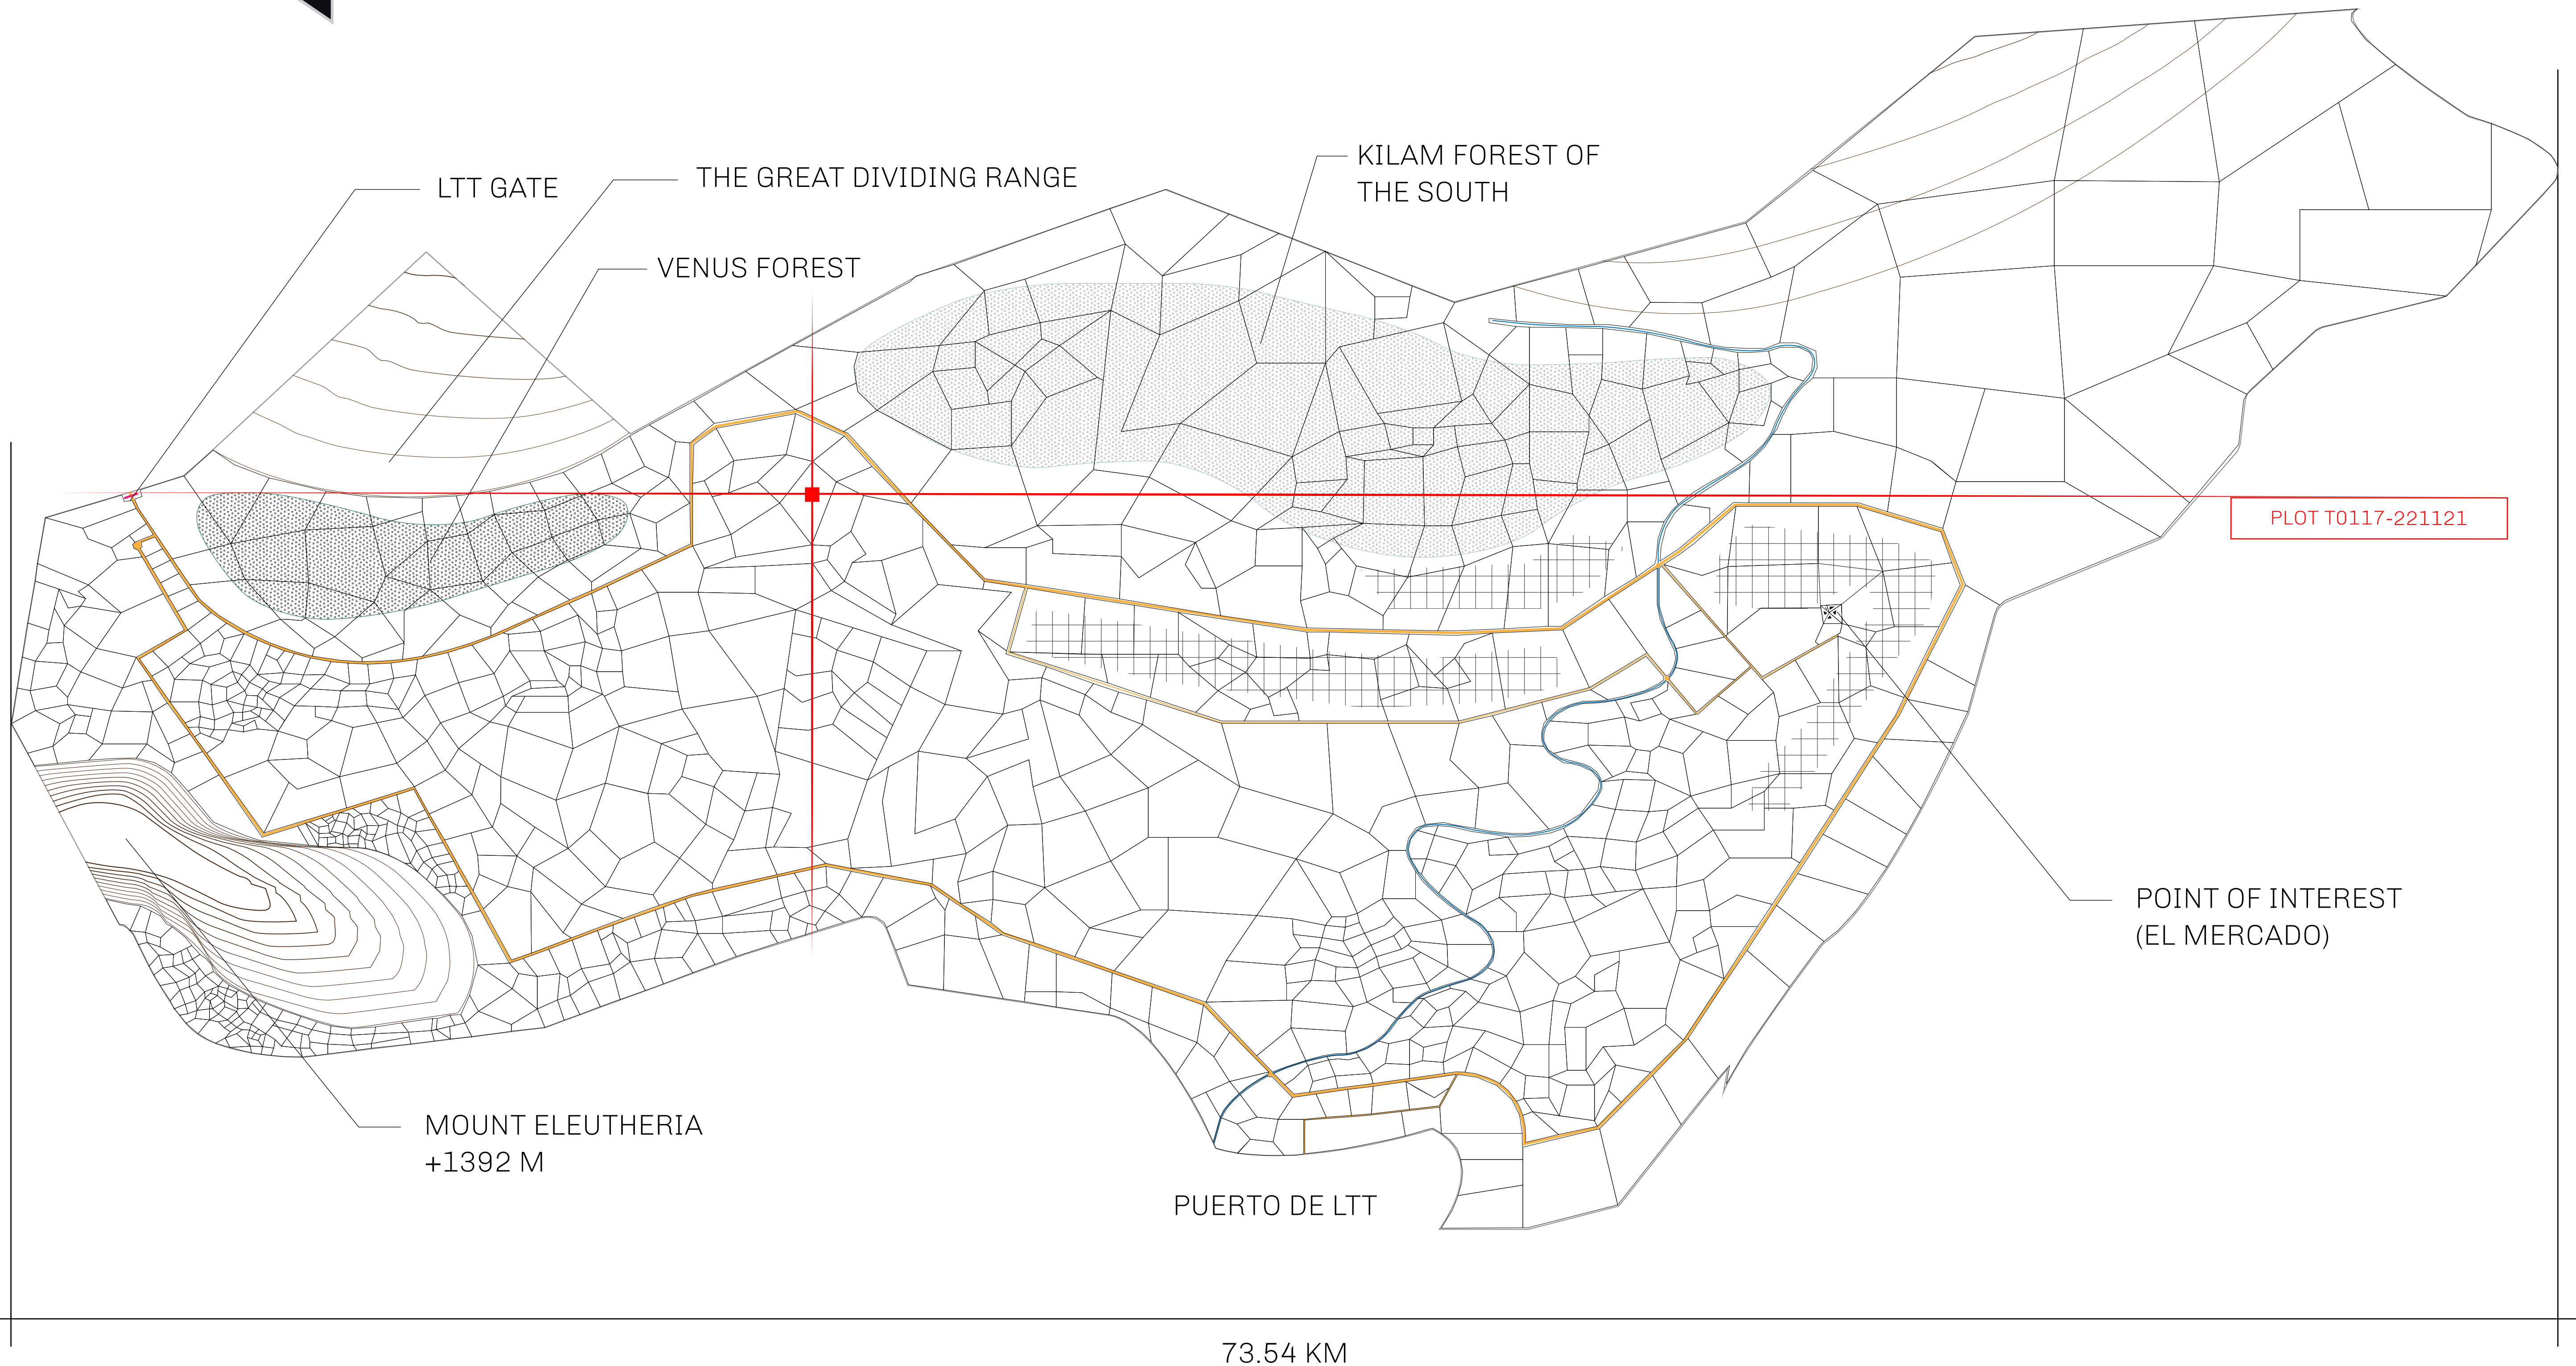 KILAM FOREST OF
THE SOUTH
LTT GATE
THE GREAT DIVIDING RANGE
VENUS FOREST
PLOT T0117-221121
POINT OF INTEREST
(EL MERCADO)
MOUNT ELEUTHERIA
+1392 M
PUERTO DE LTT
73.54 KM